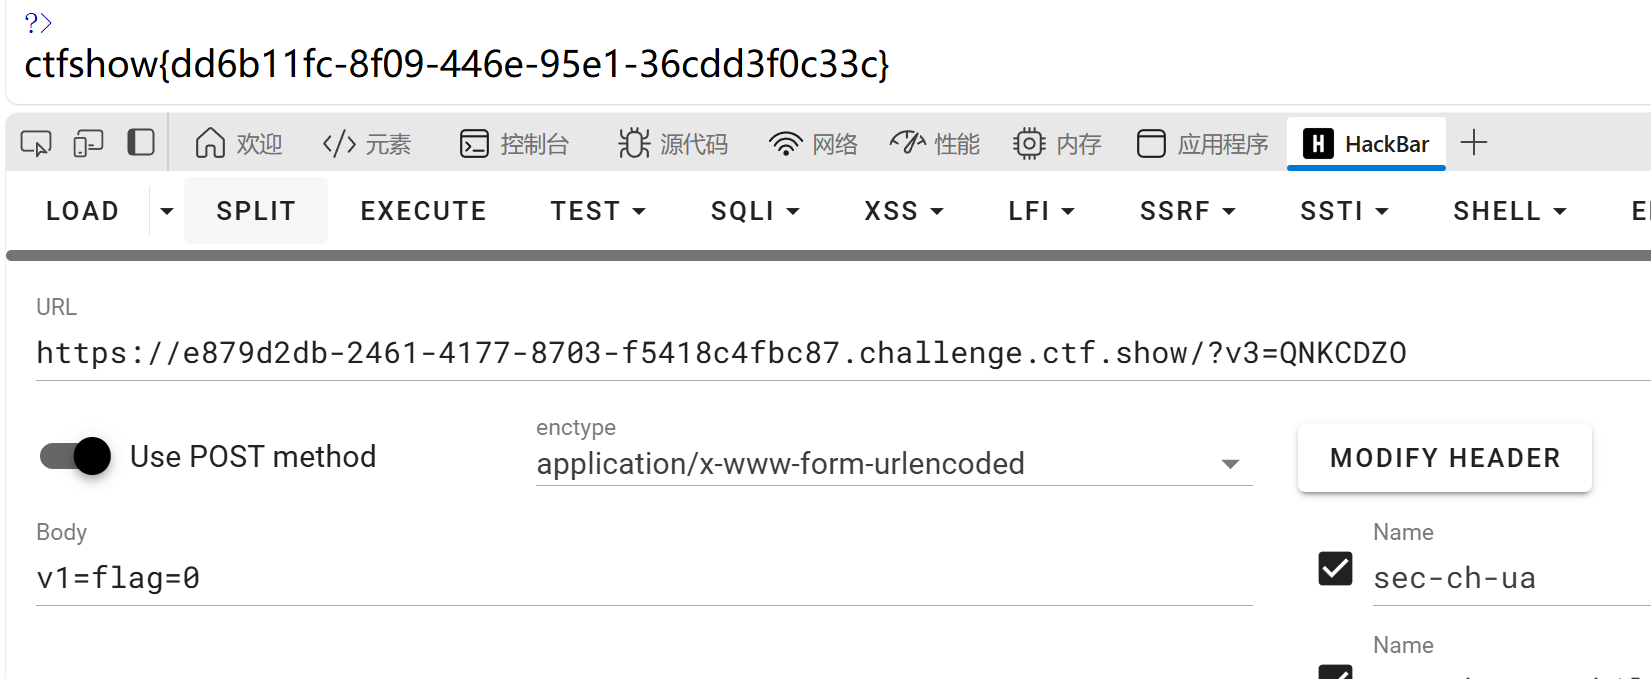 ?>
ctfshow{dd6b11fc-8f09-446e-95e1-36cdd3f0c33c}
欢迎 </> 元素 控制台 源代码 网络 性能 内存 应用程序 H HackBar
LOAD SPLIT EXECUTE TEST SQLI XSS LFI SSRF SSTI SHELL
URL
https://e879d2db-2461-4177-8703-f5418c4fbc87.challenge.ctf.show/?v3=QNKCDZO
enctype
Use POST method application/x-www-form-urlencoded MODIFY HEADER
Body Name
v1=flag=0 sec-ch-ua
Name